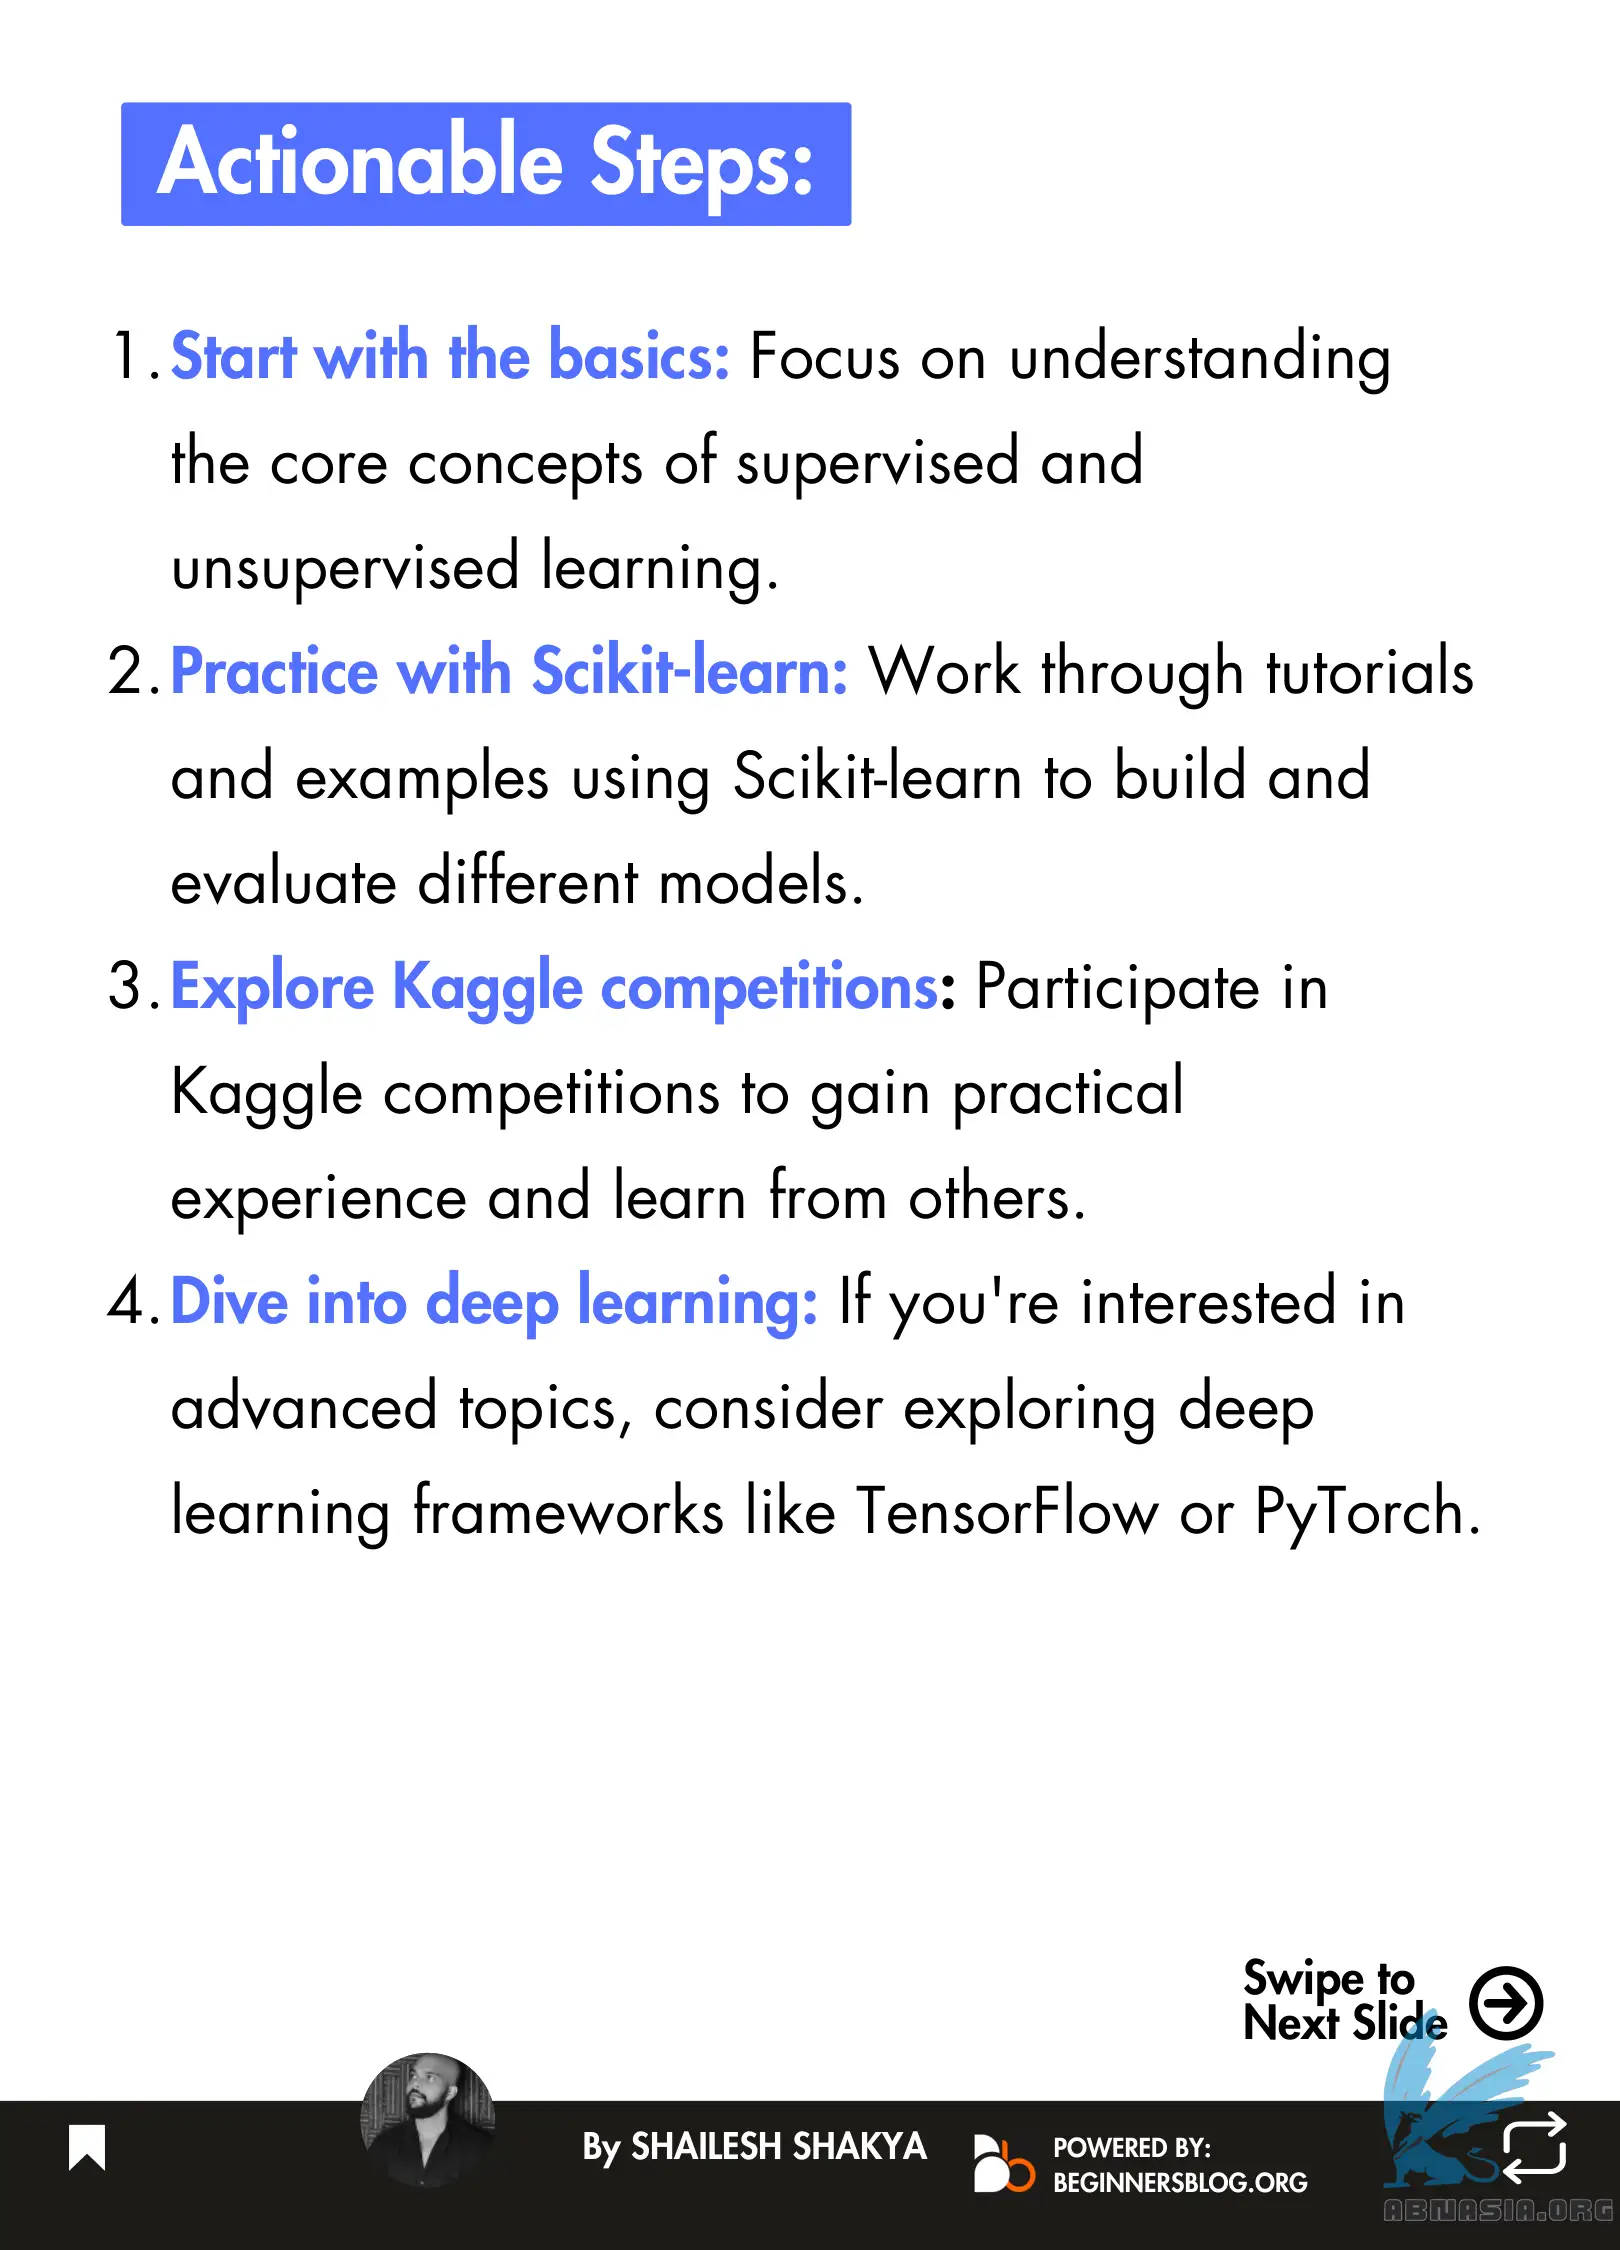 Actionable Steps:
1. Start with the basics: Focus on understanding
the core concepts of supervised and
unsupervised learning.
2. Practice with Scikit-learn: Work through tutorials
and examples using Scikit-learn to build and
evaluate different models.
3. Explore Kaggle competitions: Participate in
Kaggle competitions to gain practical
experience and learn from others.
4. Dive into deep learning: If you're interested in
advanced topics, consider exploring deep
learning frameworks like TensorFlow or PyTorch.
Swipe to
Next Slide
By SHAILESH SHAKYA
POWERED BY:
BEGINNERSBLOG.ORG
ABNASIA.ORG